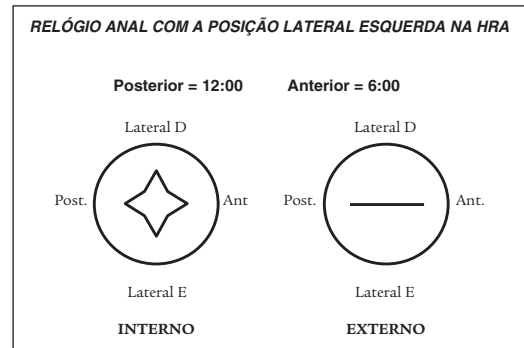 RELÓGIO ANAL COM A POSIÇÃO LATERAL ESQUERDA NA HRA
Posterior = 12:00 Anterior = 6:00
Lateral D Lateral D
Post. Ant Post. Ant.
Lateral E Lateral E
INTERNO EXTERNO